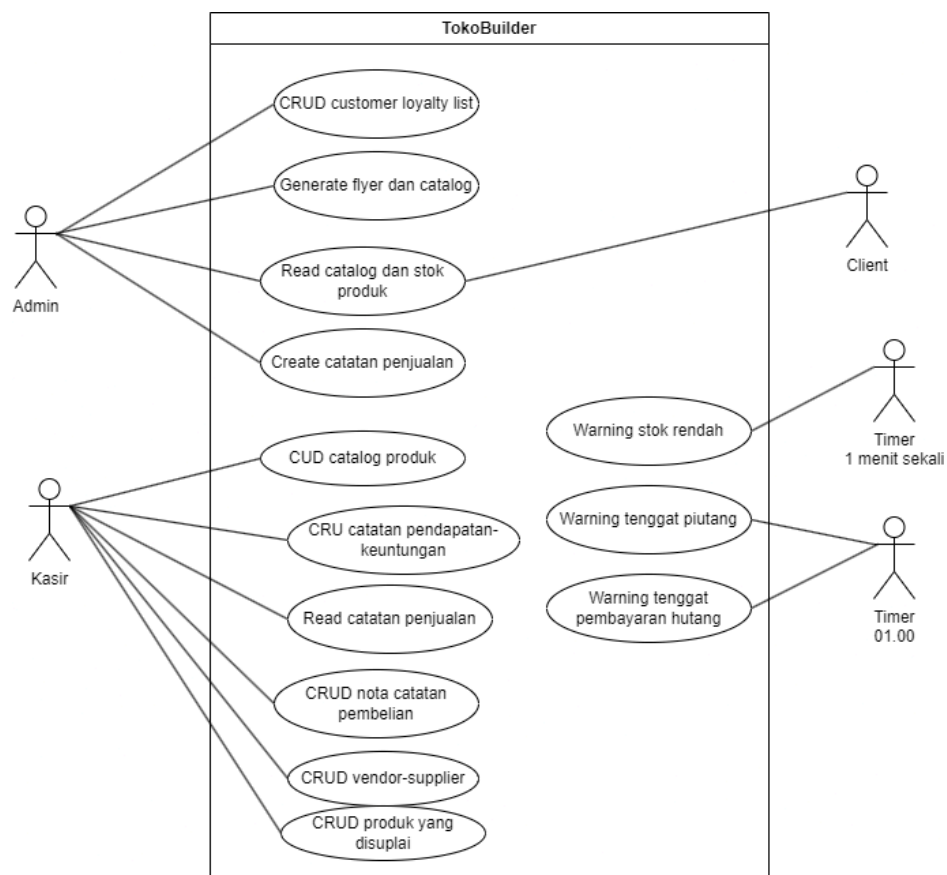 TokoBuilder
CRUD customer loyalty list
Generate flyer dan catalog
Read catalog dan stok
produk
Create catatan penjualan
Admin
Client
Warning stok rendah
Timer
1 menit sekali
CUD catalog produk
CRU catatan pendapatan-
keuntungan
Read catatan penjualan
CRUD nota catatan
pembelian
CRUD vendor-supplier
CRUD produk yang
disuplai
Kasir
Warning tenggat piutang
Warning tenggat
pembayaran hutang
Timer
01.00